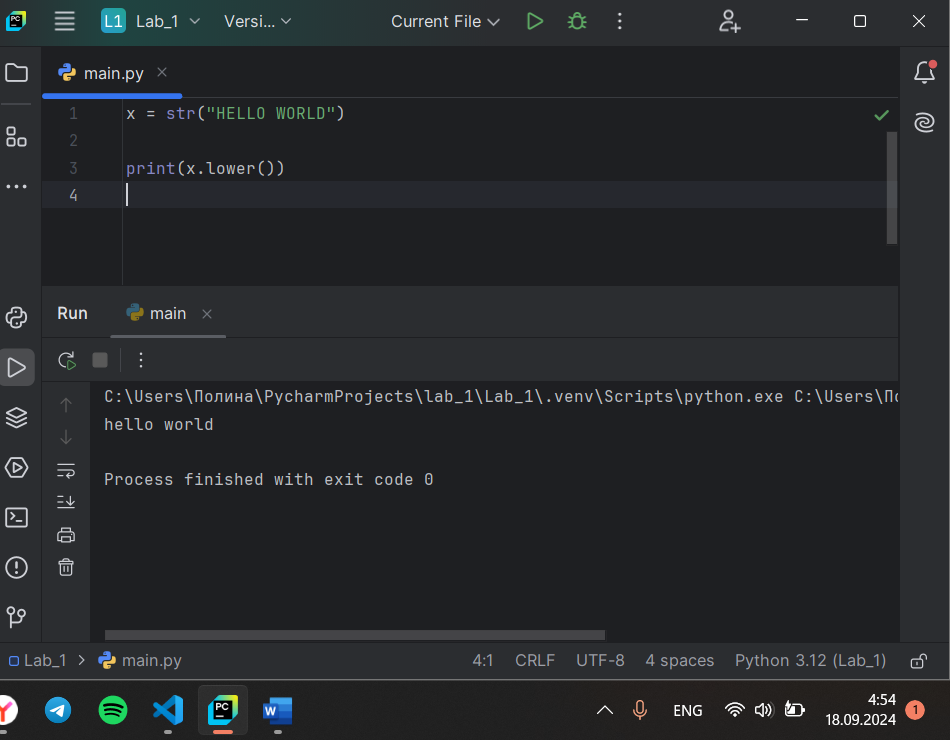 PC L1 Lab_1 Versi... Current File
main.py
1 x = str("HELLO WORLD")
2
3 print(x.lower())
4
Run main
C:\Users\Полина\PycharmProjects\lab_1\Lab_1\.venv\Scripts\python.exe C:\Users\По
hello world
Process finished with exit code 0
Lab_1 main.py 4:1 CRLF UTF-8 4 spaces Python 3.12 (Lab_1)
PC W ENG 4:54 1
18.09.2024